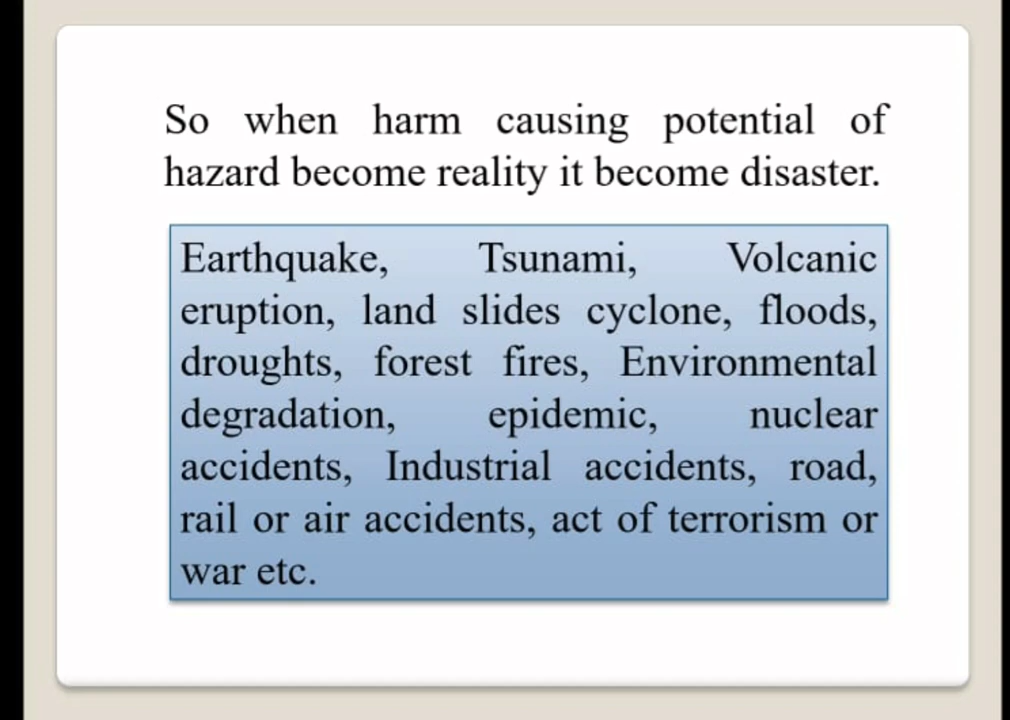 So when harm causing potential of
hazard become reality it become disaster.
Earthquake, Tsunami, Volcanic
eruption, land slides cyclone, floods,
droughts, forest fires, Environmental
degradation, epidemic, nuclear
accidents, Industrial accidents, road,
rail or air accidents, act of terrorism or
war etc.